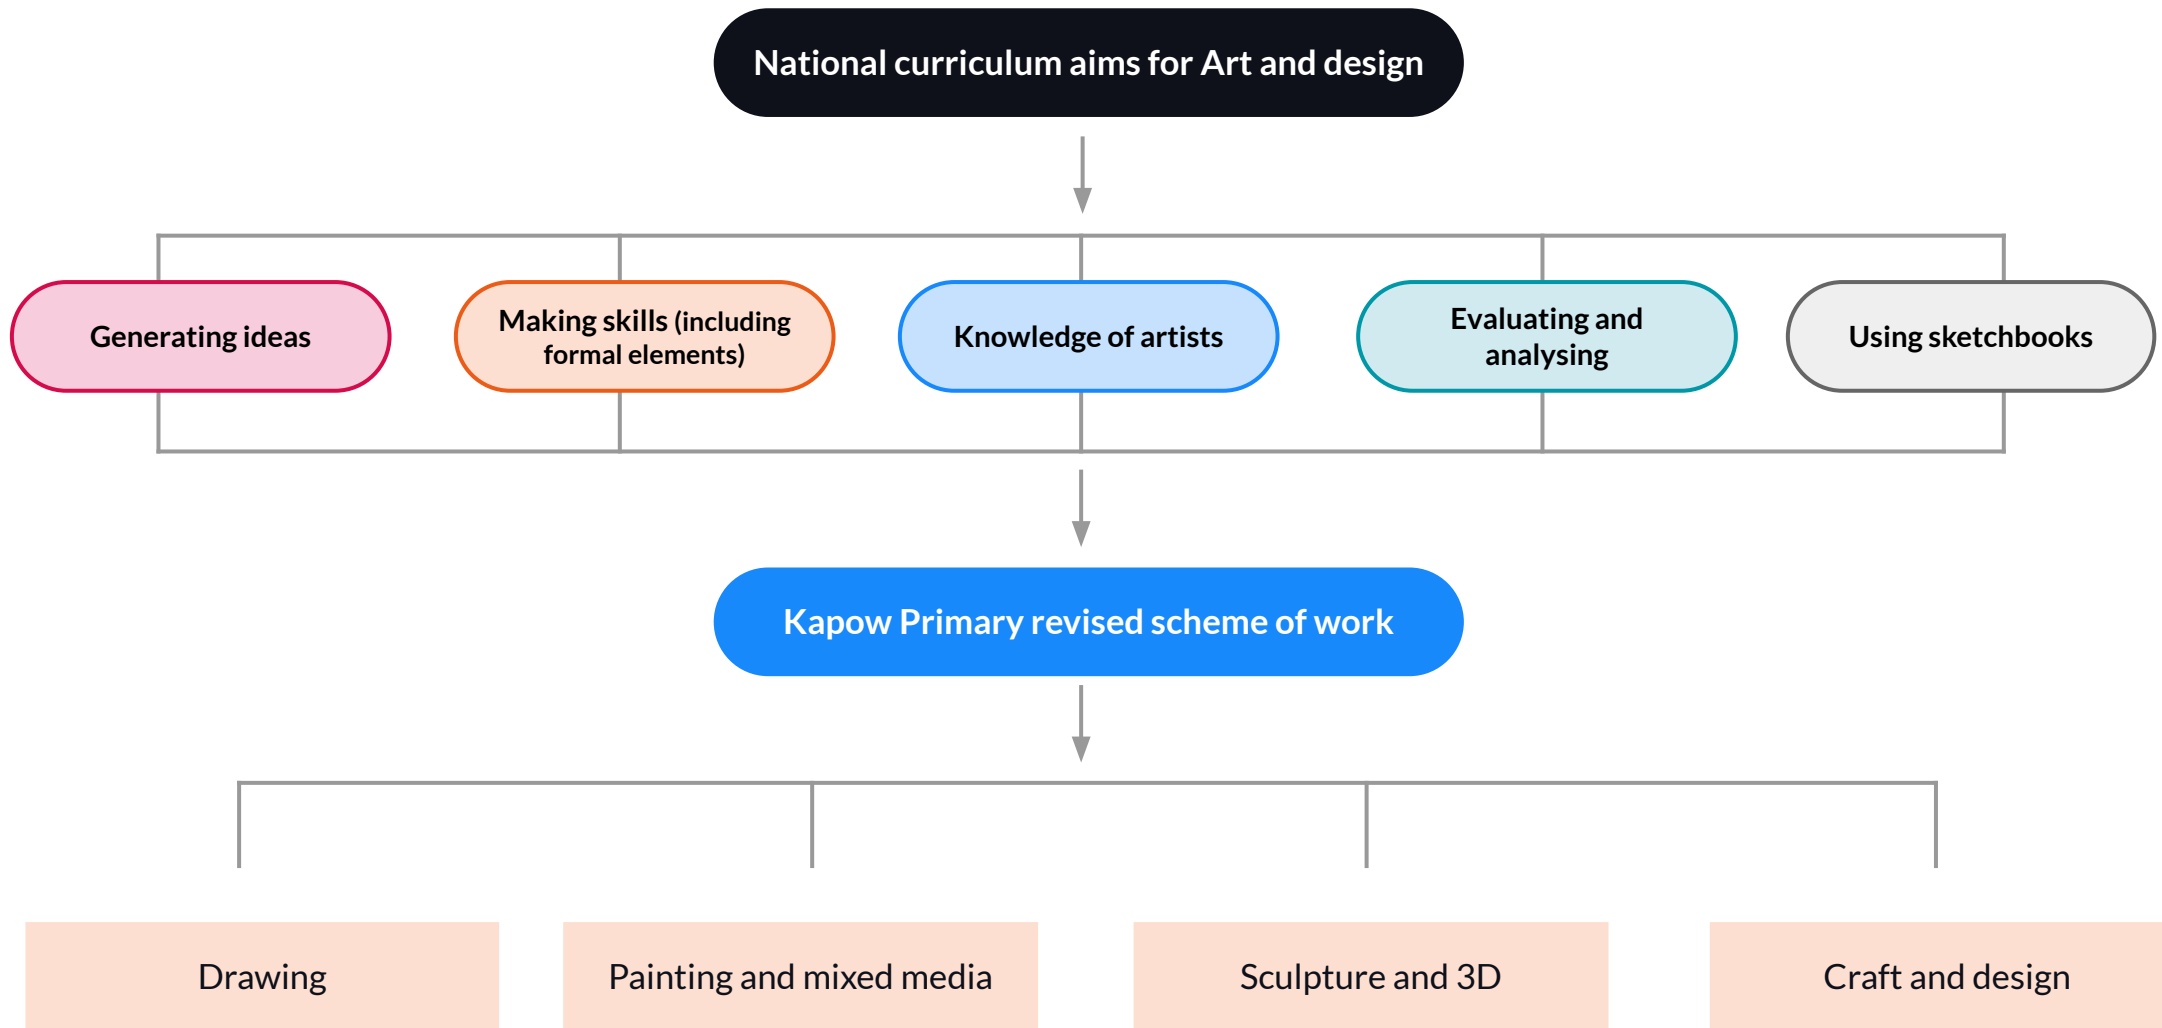 National curriculum aims for Art and design
Generating ideas
Making skills (including
formal elements)
Knowledge of artists
Evaluating and
analysing
Using sketchbooks
Kapow Primary revised scheme of work
Drawing
Painting and mixed media
Sculpture and 3D
Craft and design